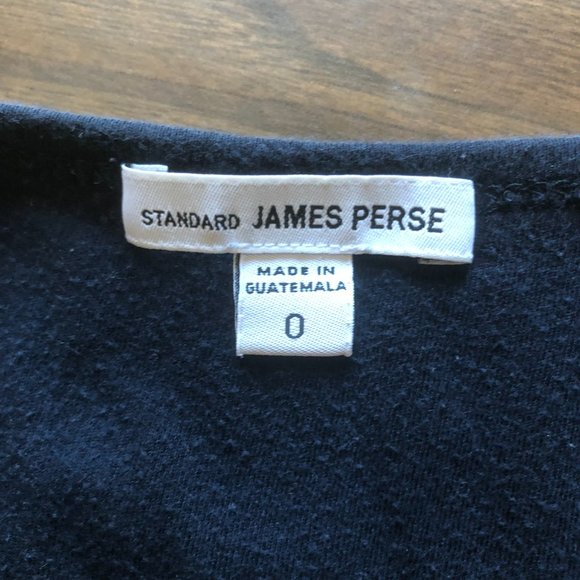 STANDARD JAMES PERSE
MADE IN
GUATEMALA
0